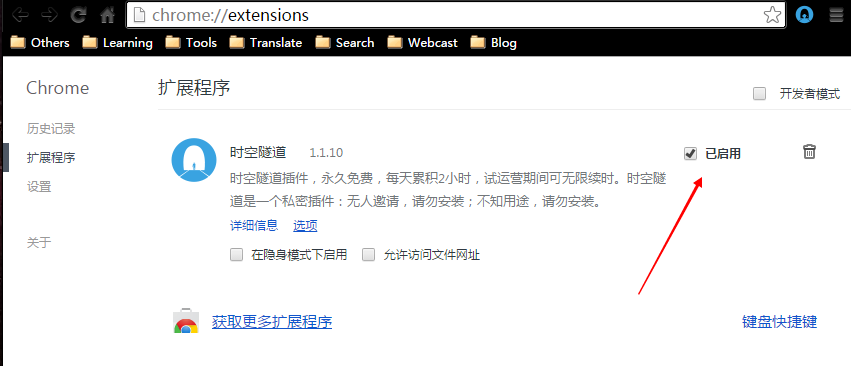 chrome://extensions
Others Learning Tools Translate Search Webcast Blog
Chrome
扩展程序
开发者模式
历史记录
扩展程序
设置
关于
时空隧道 1.1.10
已启用
时空隧道插件，永久免费，每天累积2小时，试运营期间可无限续时。时空隧
道是一个私密插件：无人邀请，请勿安装；不知用途，请勿安装。
详细信息 选项
在隐身模式下启用 允许访问文件网址
获取更多扩展程序
键盘快捷键